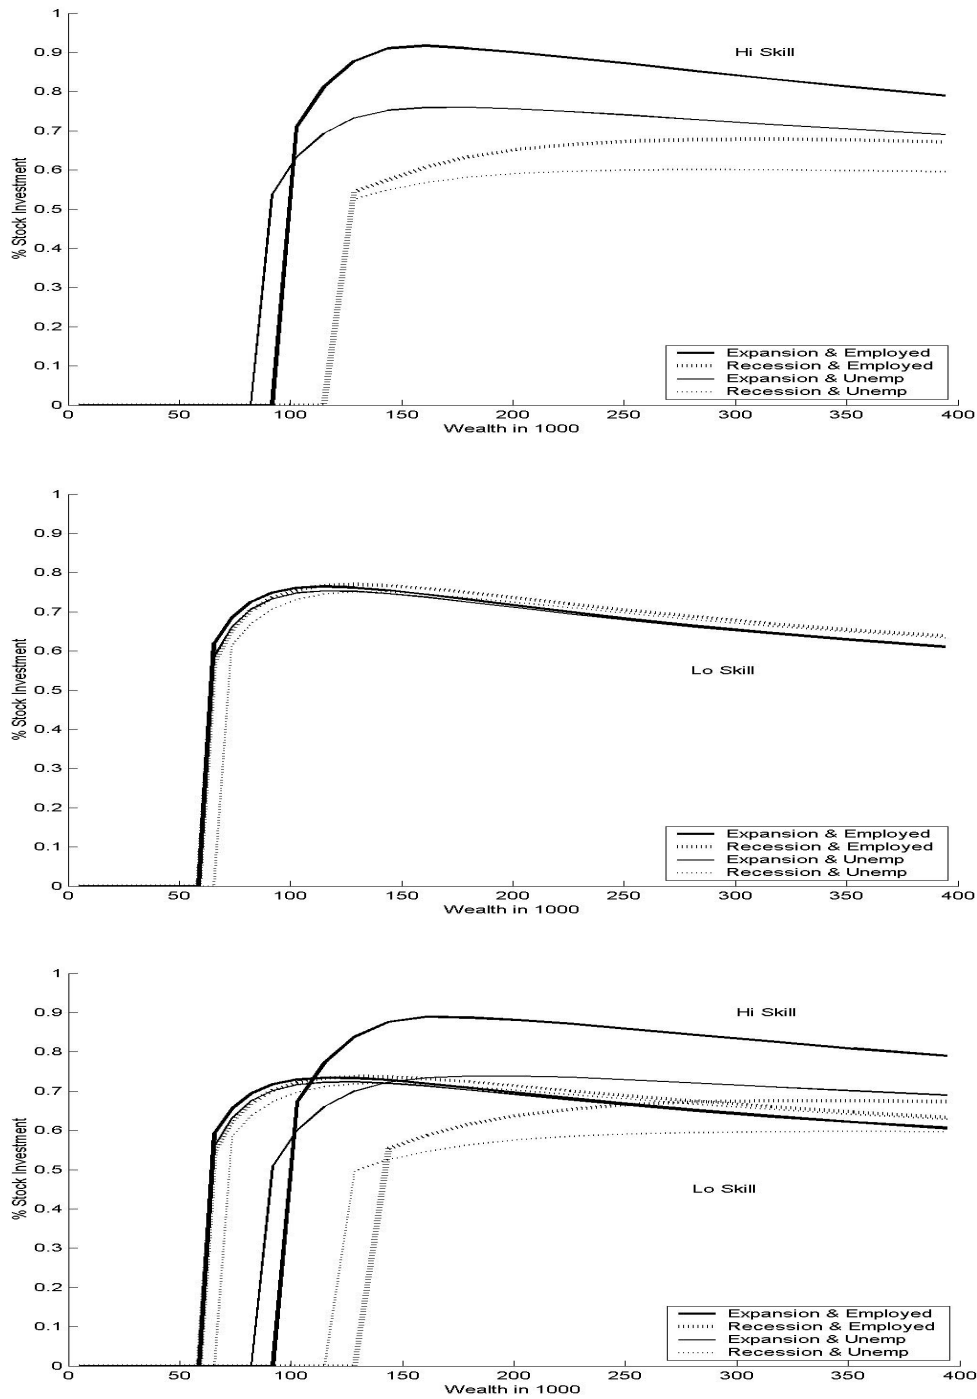 1
0.9
Hi Skill
0.8
0.7
0.6
0.5
0.4
0.3
0.2
0.1
0
% Stock Investment
Expansion & Employed
Recession & Employed
Expansion & Unemp
Recession & Unemp
0 50 100 150 200 250 300 350 400
Wealth in 1000
1
0.9
0.8
0.7
0.6
Lo Skill
0.5
0.4
0.3
0.2
0.1
0
% Stock Investment
Expansion & Employed
Recession & Employed
Expansion & Unemp
Recession & Unemp
0 50 100 150 200 250 300 350 400
Wealth in 1000
1
0.9
Hi Skill
0.8
0.7
0.6
0.5
Lo Skill
0.4
0.3
0.2
0.1
0
% Stock Investment
Expansion & Employed
Recession & Employed
Expansion & Unemp
Recession & Unemp
0 50 100 150 200 250 300 350 400
Wealth in 1000